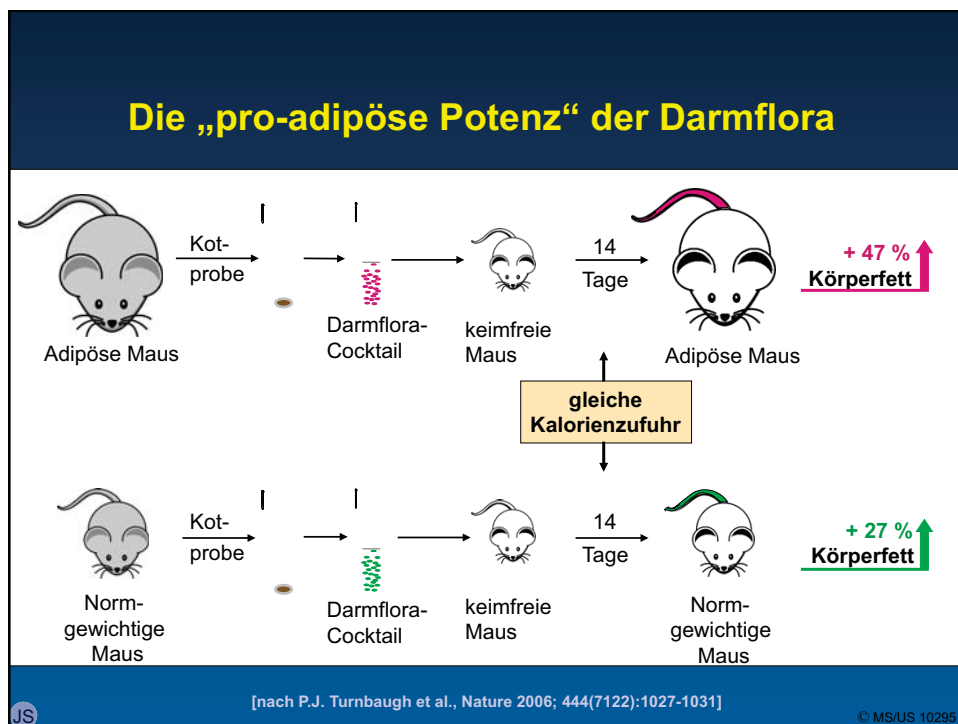 Die „pro-adipöse Potenz“ der Darmflora
Kot-
probe
14
Tage
+ 47 %
Körperfett
Adipöse Maus
Darmflora-
Cocktail
keimfreie
Maus
Adipöse Maus
gleiche
Kalorienzufuhr
Kot-
probe
14
Tage
+ 27 %
Körperfett
Norm-
gewichtige
Maus
Darmflora-
Cocktail
keimfreie
Maus
Norm-
gewichtige
Maus
[nach P.J. Turnbaugh et al., Nature 2006; 444(7122):1027-1031]
JS
© MS/US 10295